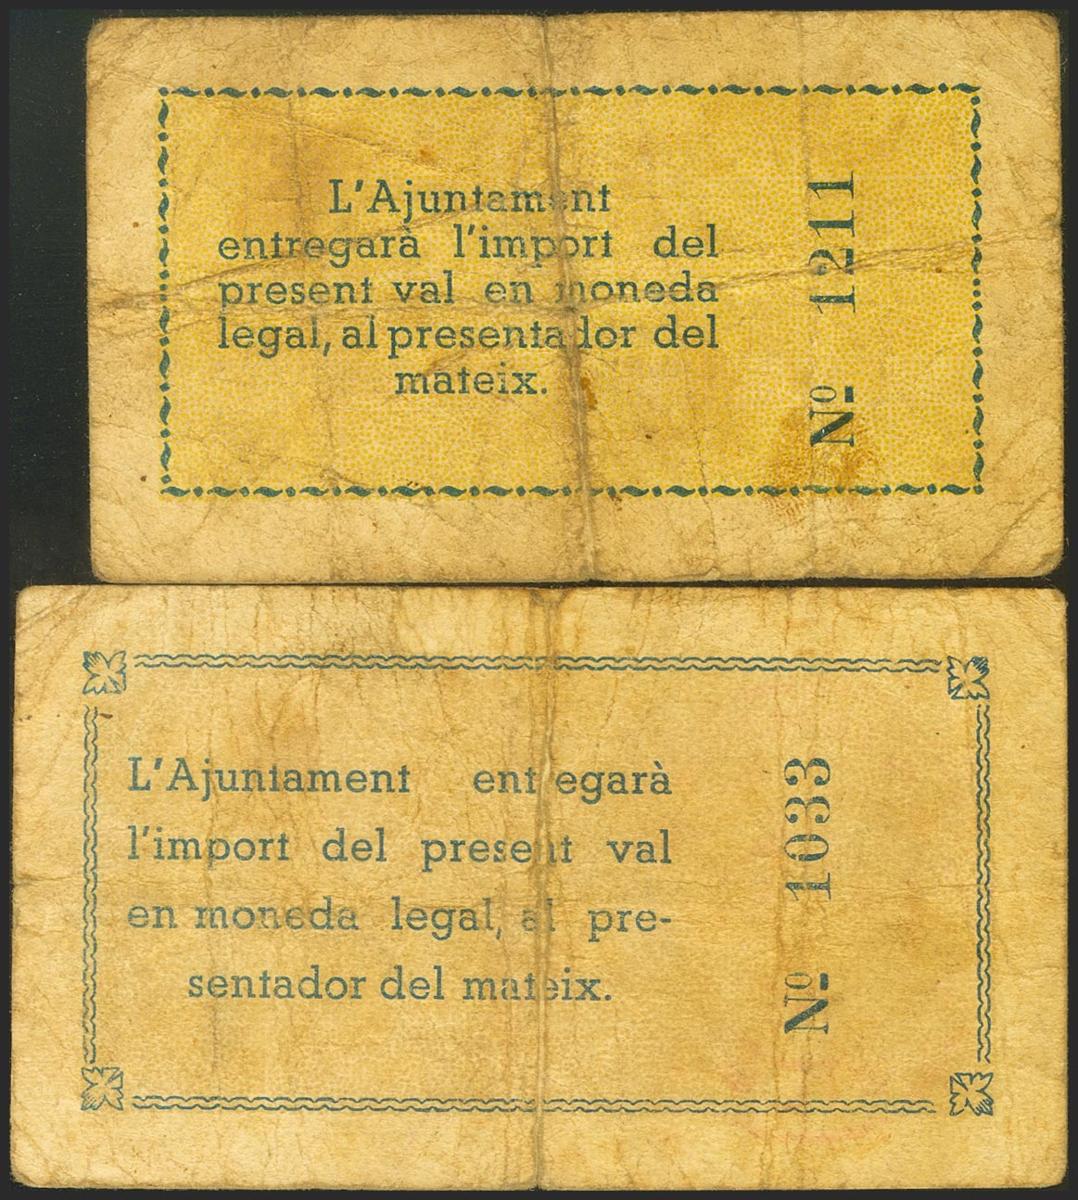 L'Ajuntament
entregarà l'import del
present val en moneda
legal, al presentador del
mateix.
Nº 1211
L'Ajuntament entregarà
l'import del present val
en moneda legal, al pre-
sentador del mateix.
Nº 1033